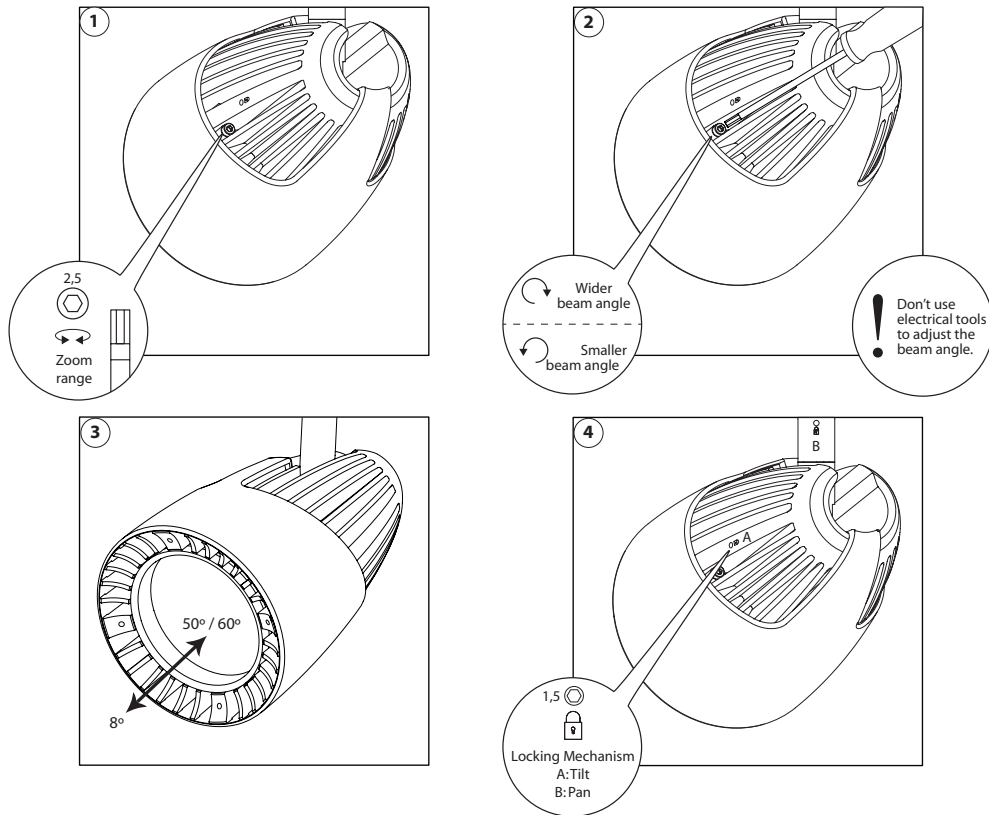 1
2,5
Zoom
range
2
Wider
beam angle
Smaller
beam angle
Don't use
electrical tools
to adjust the
beam angle.
3
50º / 60º
8º
4
B
A
1,5
Locking Mechanism
A: Tilt
B: Pan